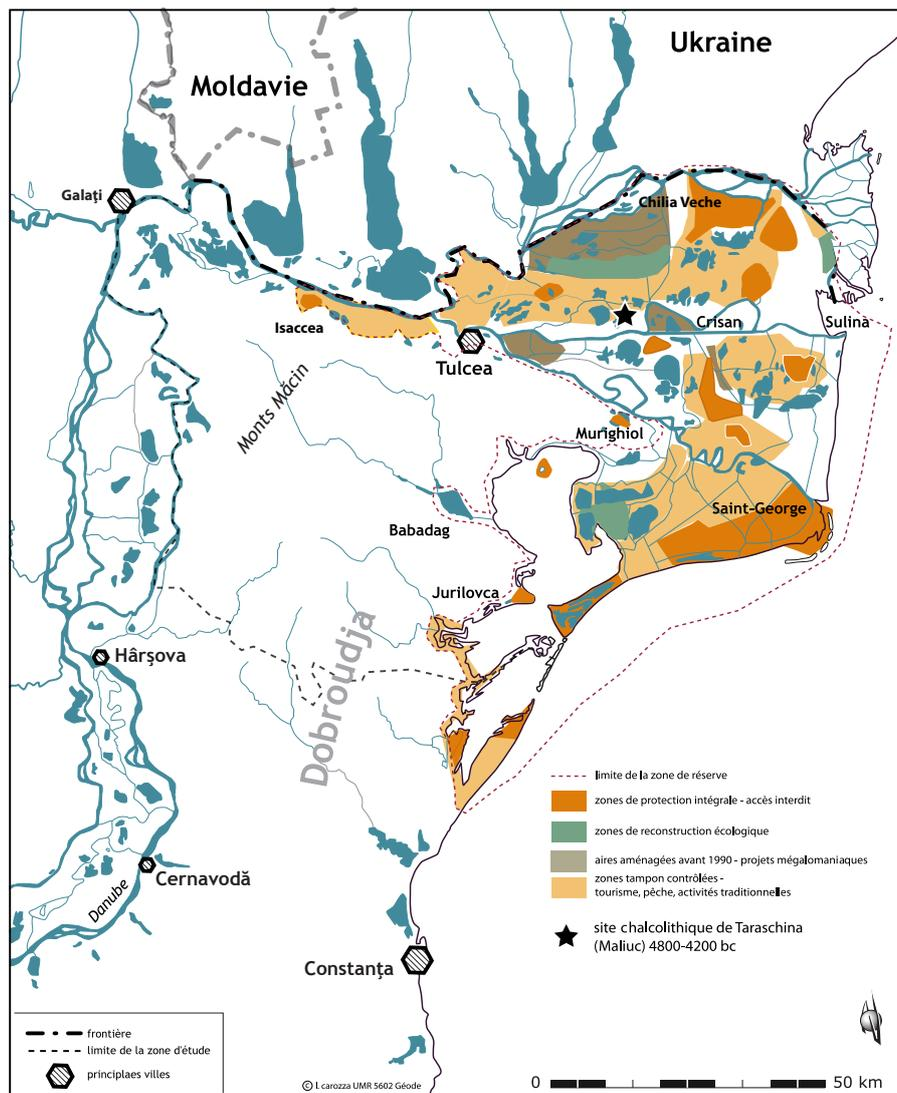 Ukraine
Moldavie
Galaţi
Chilia Veche
Isaccea
Crisan
Sulina
Tulcea
Monts Măcin
Murighiol
Saint-George
Babadag
Jurilovca
Hârşova
Dobroudja
limite de la zone de réserve
zones de protection intégrale - accès interdit
zones de reconstruction écologique
aires aménagées avant 1990 - projets mégalomaniaques
zones tampon contrôlées -
tourisme, pêche, activités traditionnelles
Cernavodă
Danube
site chalcolithique de Taraschina
(Maliuc) 4800-4200 bc
Constanţa
frontière
limite de la zone d'étude
principlaes villes
© l. carozza UMR 5602 Géode
0 50 km